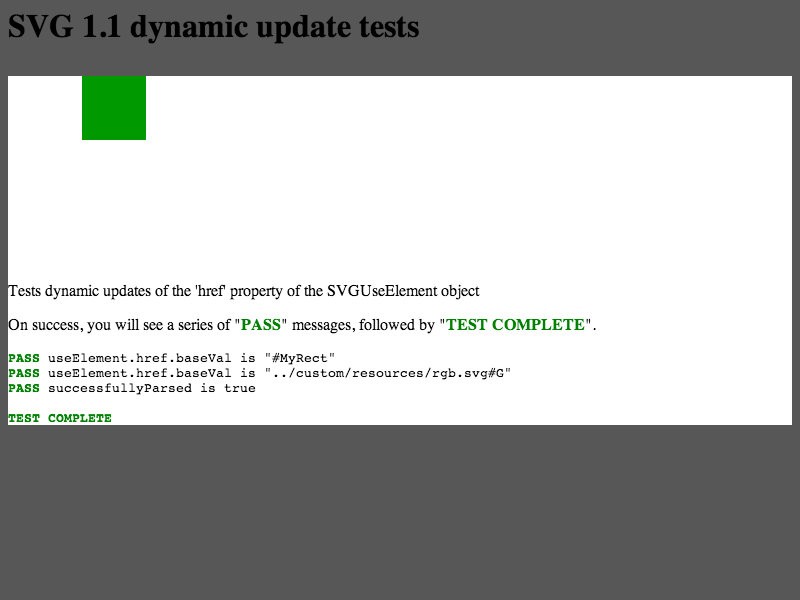 SVG 1.1 dynamic update tests
Tests dynamic updates of the 'href' property of the SVGUseElement object
On success, you will see a series of "PASS" messages, followed by "TEST COMPLETE".
PASS useElement.href.baseVal is "#MyRect"
PASS useElement.href.baseVal is "../custom/resources/rgb.svg#G"
PASS successfullyParsed is true
TEST COMPLETE